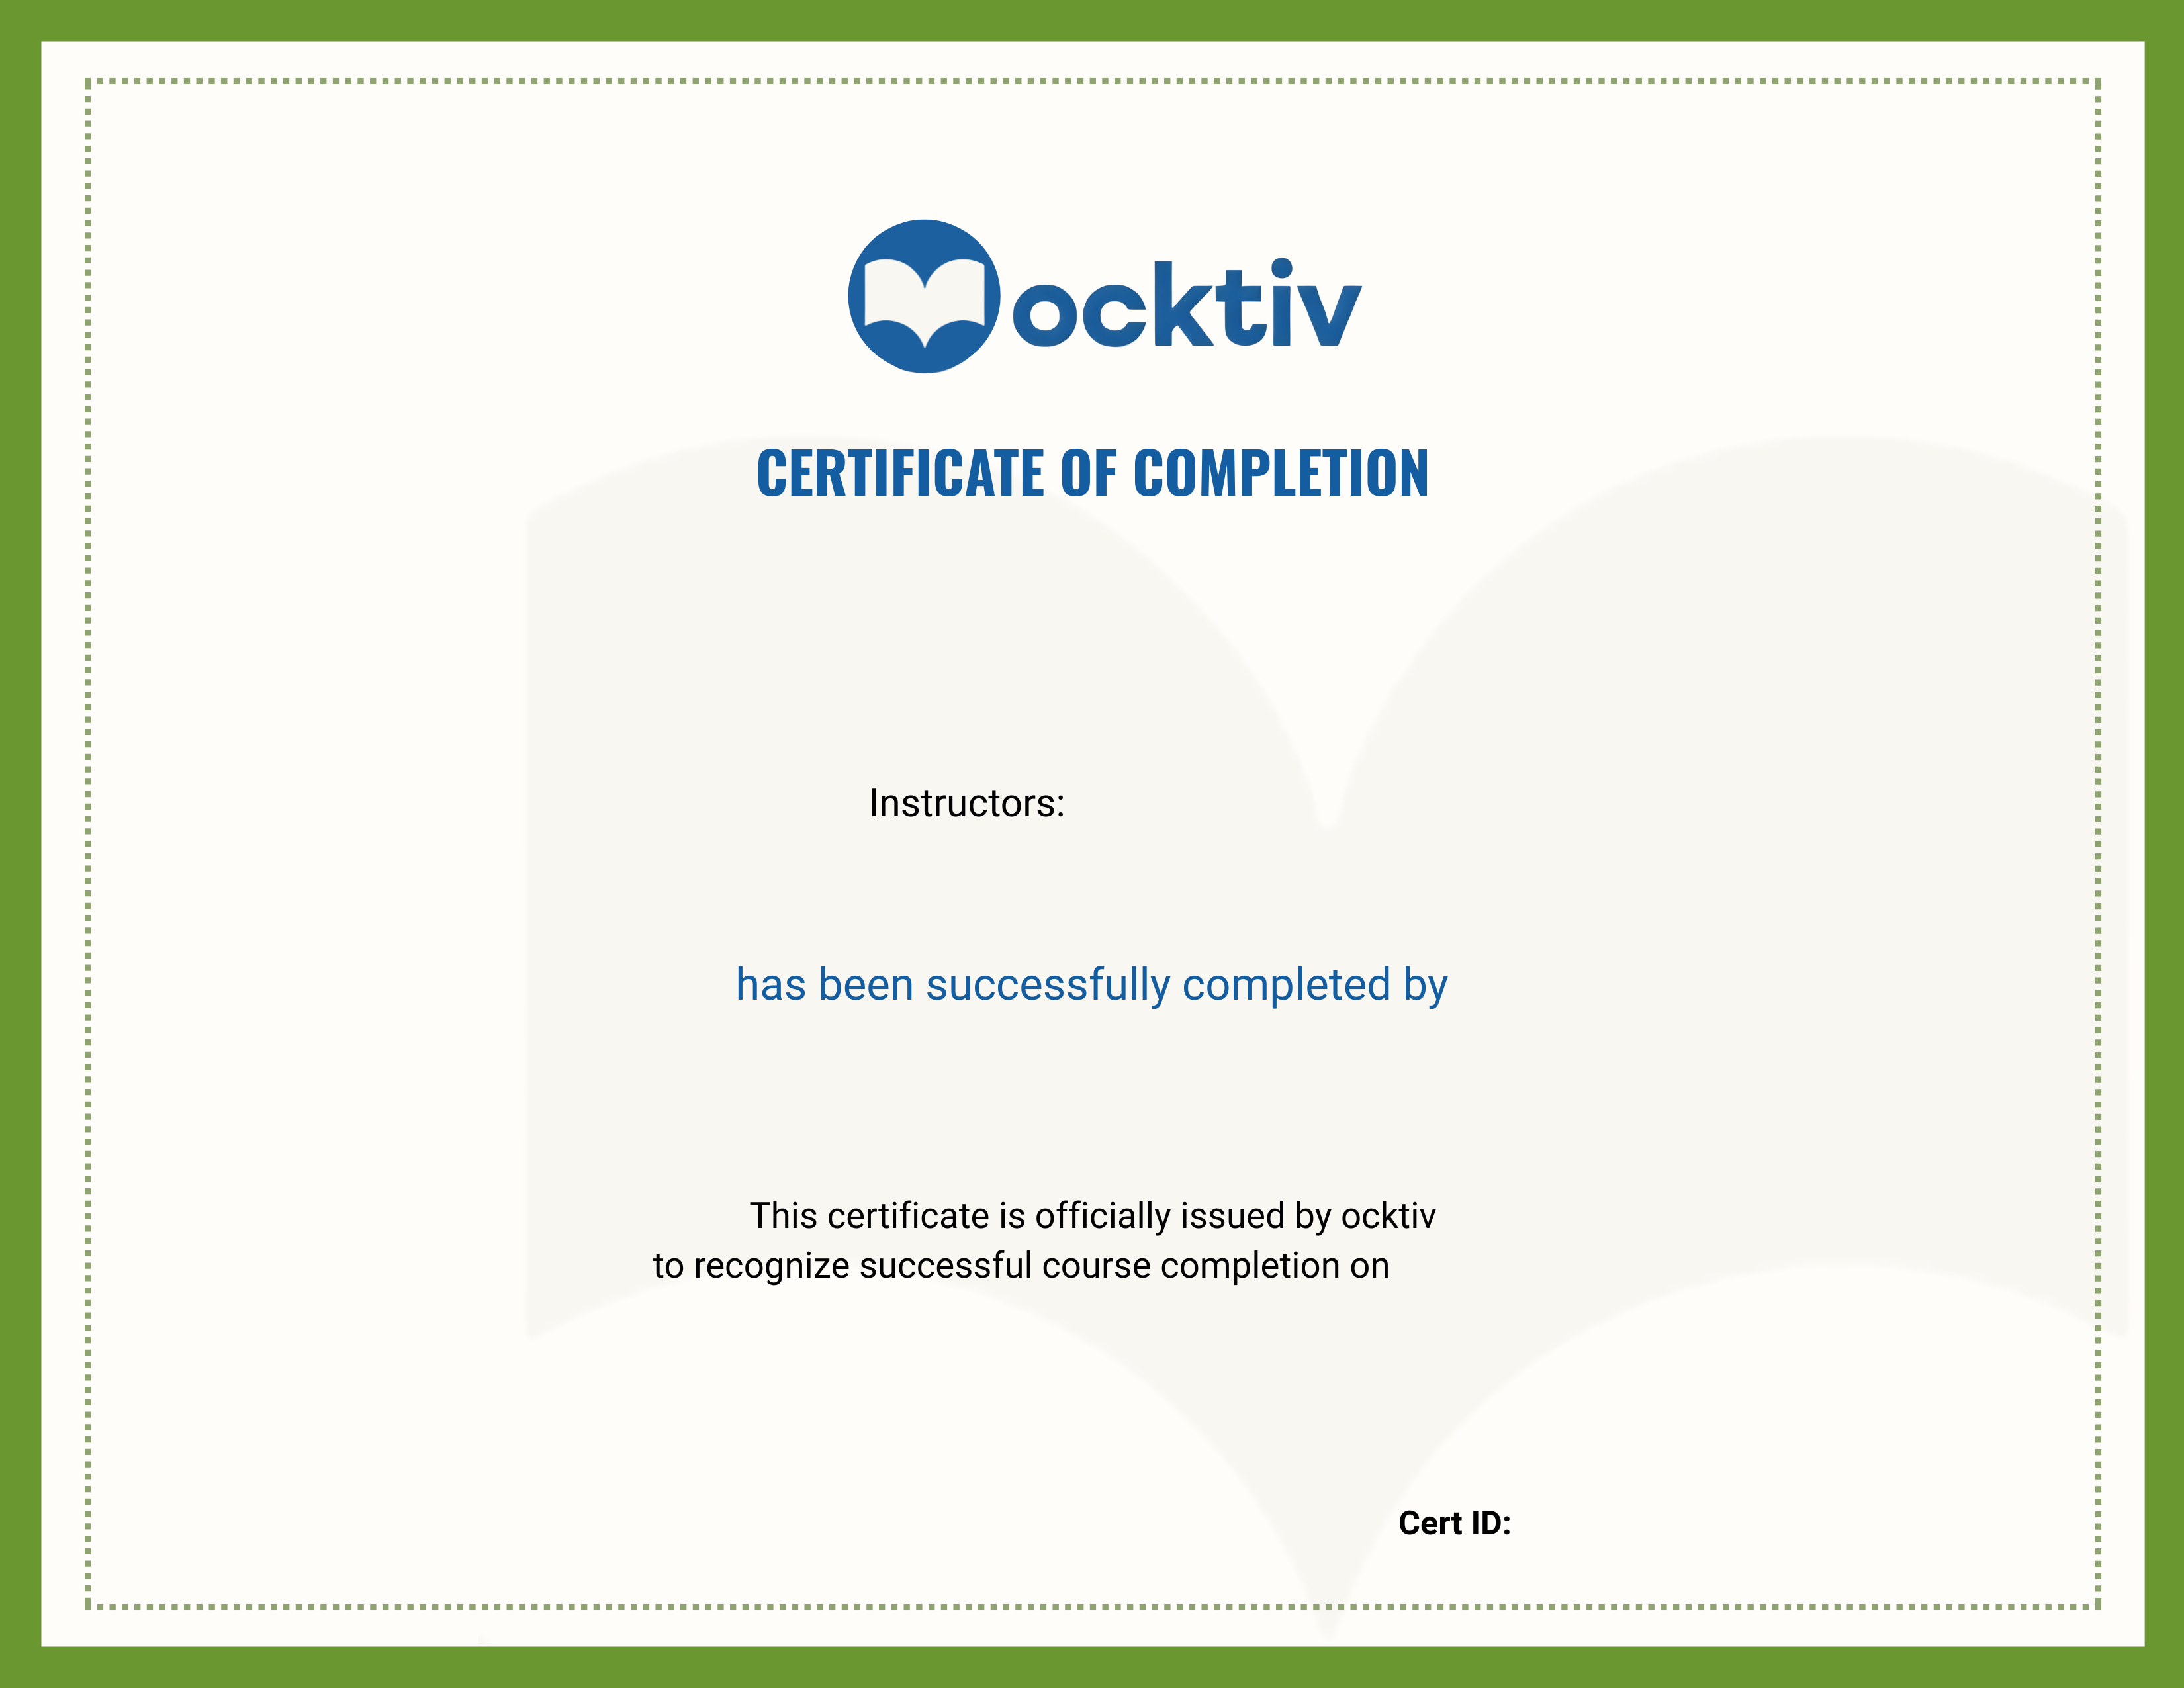 ocktiv
CERTIFICATE OF COMPLETION
Instructors:
has been successfully completed by
This certificate is officially issued by ocktiv
to recognize successful course completion on
Cert ID: